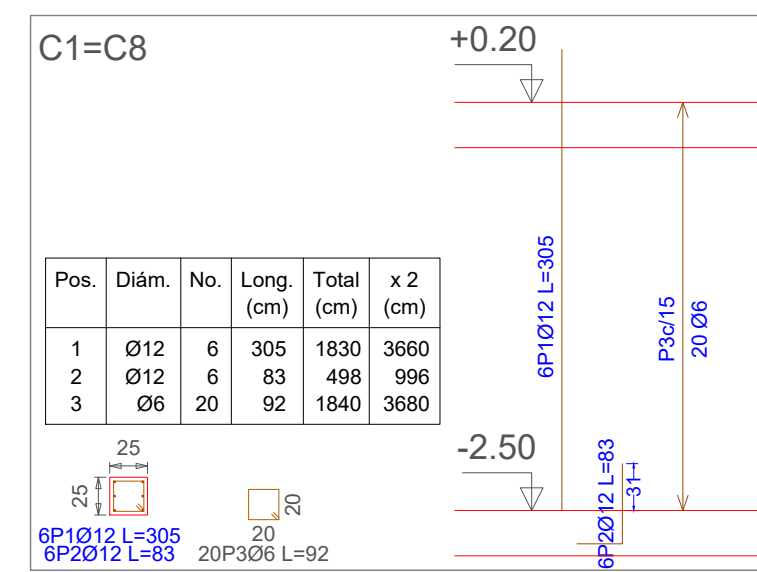 C1=C8
+0.20
Pos. Diám. No. Long. (cm) Total (cm) x 2 (cm)
1 Ø12 6 305 1830 3660
2 Ø12 6 83 498 996
3 Ø6 20 92 1840 3680
25
25
6P1Ø12 L=305
6P2Ø12 L=83
20
20
20P3Ø6 L=92
6P1Ø12 L=305
P3c/15
20 Ø6
-2.50
6P2Ø12 L=83
31